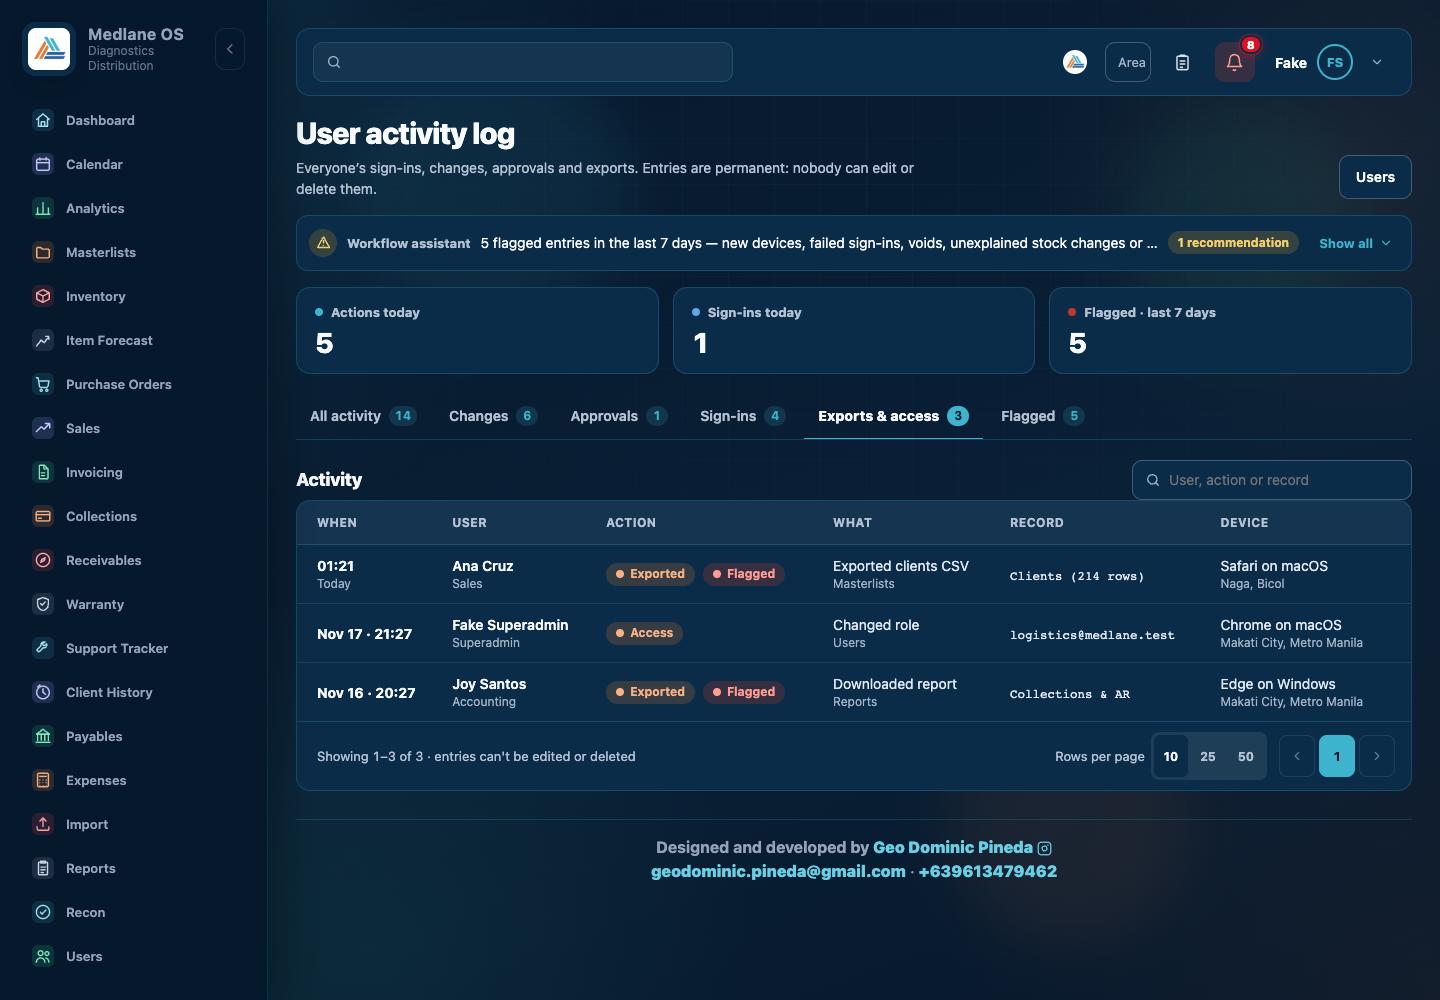 Medlane OS
Diagnostics
Distribution
Dashboard
Calendar
Analytics
Masterlists
Inventory
Item Forecast
Purchase Orders
Sales
Invoicing
Collections
Receivables
Warranty
Support Tracker
Client History
Payables
Expenses
Import
Reports
Recon
Users
Area
8
Fake FS
User activity log
Everyone’s sign-ins, changes, approvals and exports. Entries are permanent: nobody can edit or
delete them.
Users
Workflow assistant 5 flagged entries in the last 7 days — new devices, failed sign-ins, voids, unexplained stock changes or ... 1 recommendation Show all
Actions today
5
Sign-ins today
1
Flagged · last 7 days
5
All activity 14 Changes 6 Approvals 1 Sign-ins 4 Exports & access 3 Flagged 5
Activity
User, action or record
WHEN USER ACTION WHAT RECORD DEVICE
01:21 Ana Cruz Exported Flagged Exported clients CSV Clients (214 rows) Safari on macOS
Today Sales Masterlists Naga, Bicol
Nov 17 · 21:27 Fake Superadmin Access Changed role logistics@medlane.test Chrome on macOS
Superadmin Users Makati City, Metro Manila
Nov 16 · 20:27 Joy Santos Exported Flagged Downloaded report Collections & AR Edge on Windows
Accounting Reports Makati City, Metro Manila
Showing 1–3 of 3 · entries can't be edited or deleted Rows per page 10 25 50 1
Designed and developed by Geo Dominic Pineda
geodominic.pineda@gmail.com · +639613479462